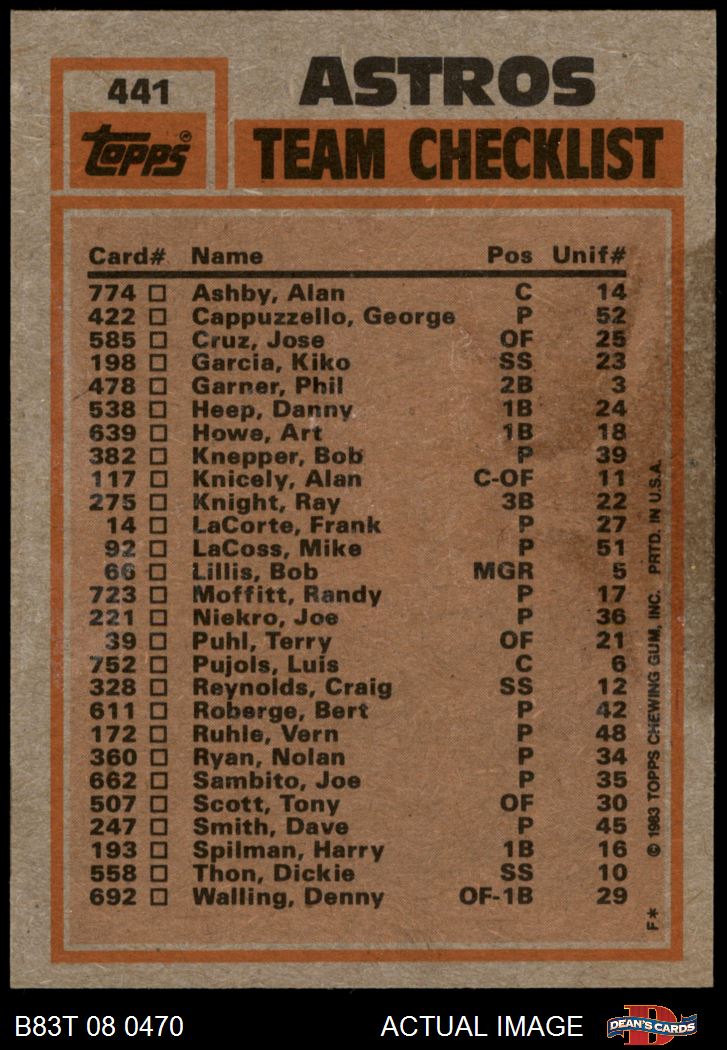 441
ASTROS
Topps®
TEAM CHECKLIST
Card# Name Pos Unif#
774 □ Ashby, Alan C 14
422 □ Cappuzzello, George P 52
585 □ Cruz, Jose OF 25
198 □ Garcia, Kiko SS 23
478 □ Garner, Phil 2B 3
538 □ Heep, Danny 1B 24
639 □ Howe, Art 1B 18
382 □ Knepper, Bob P 39
117 □ Knicely, Alan C-OF 11
275 □ Knight, Ray 3B 22
14 □ LaCorte, Frank P 27
92 □ LaCoss, Mike P 51
66 □ Lillis, Bob MGR 5
723 □ Moffitt, Randy P 17
221 □ Niekro, Joe P 36
39 □ Puhl, Terry OF 21
752 □ Pujols, Luis C 6
328 □ Reynolds, Craig SS 12
611 □ Roberge, Bert P 42
172 □ Ruhle, Vern P 48
360 □ Ryan, Nolan P 34
662 □ Sambito, Joe P 35
507 □ Scott, Tony OF 30
247 □ Smith, Dave P 45
193 □ Spilman, Harry 1B 16
558 □ Thon, Dickie SS 10
692 □ Walling, Denny OF-1B 29
F* © 1983 TOPPS CHEWING GUM, INC. PRTD. IN U.S.A.
B83T 08 0470 ACTUAL IMAGE
DEAN'S CARDS